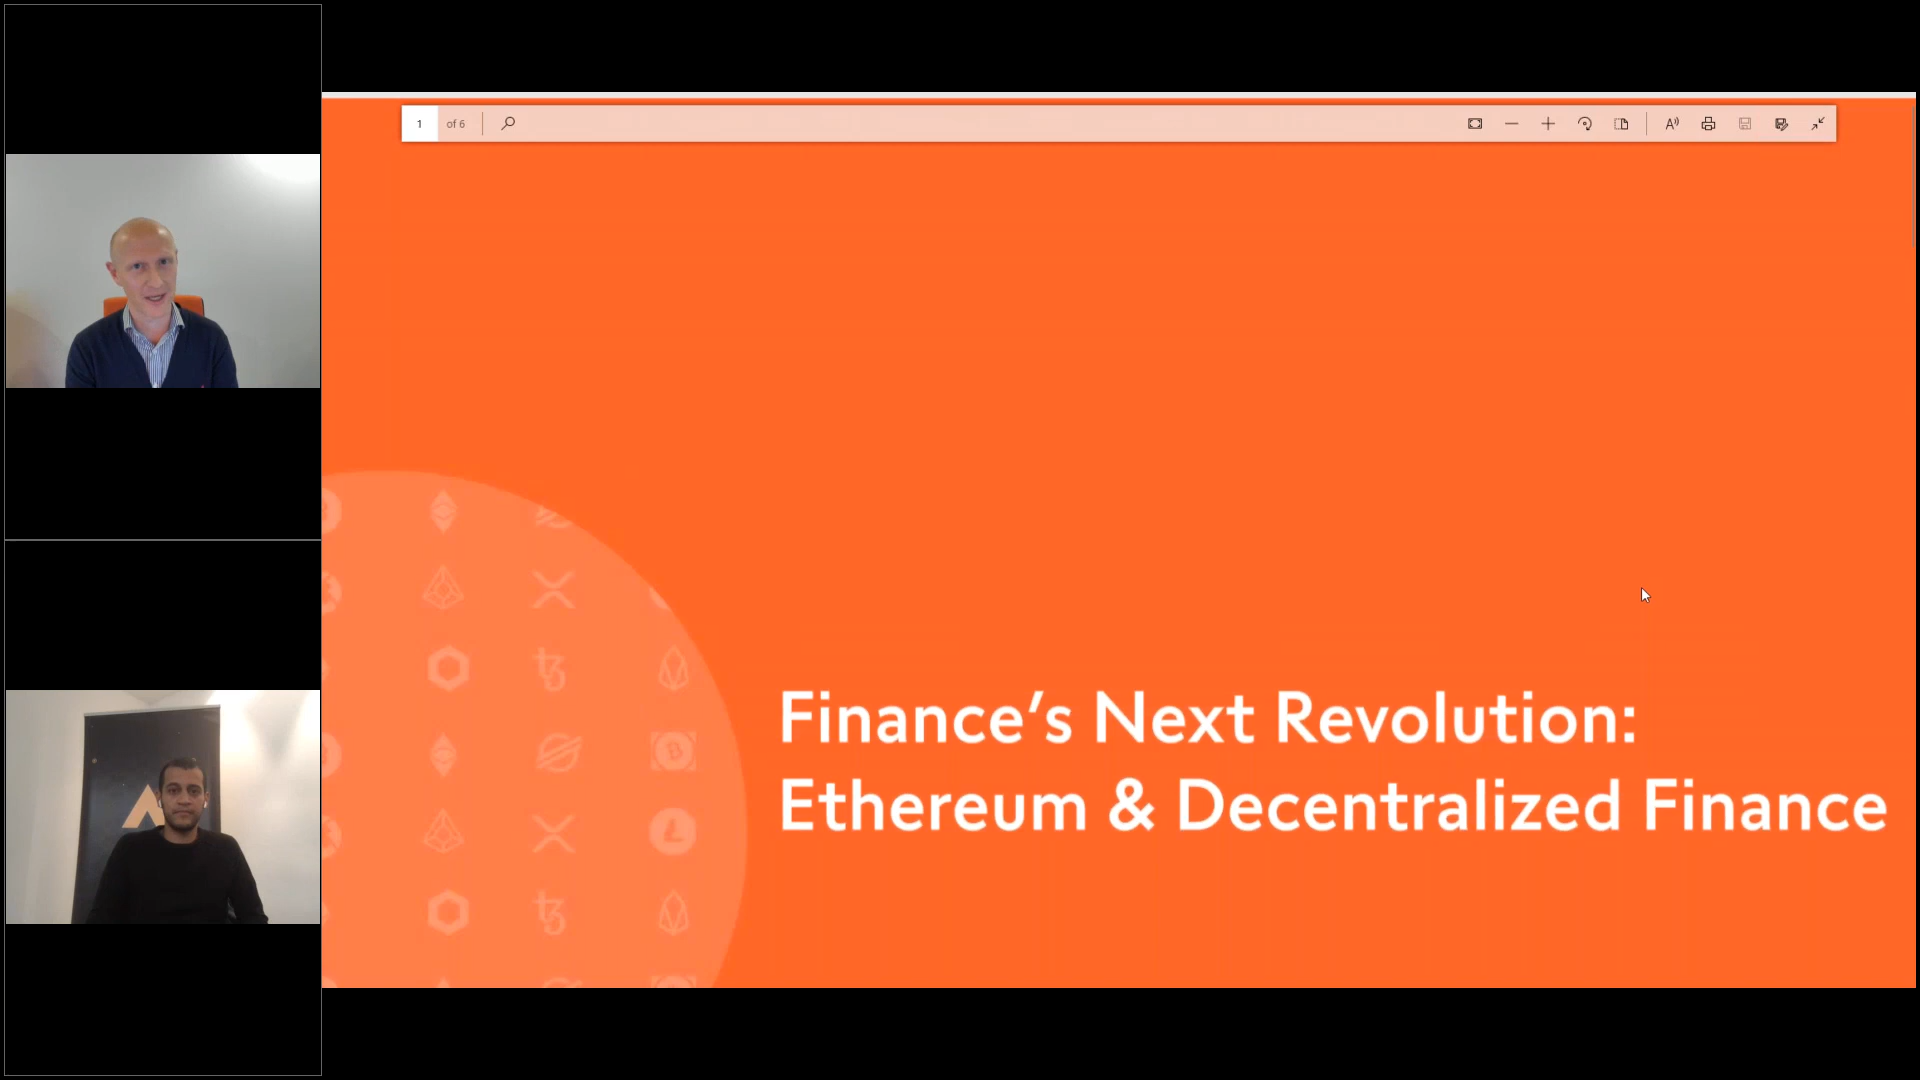 1 of 6
Finance’s Next Revolution:
Ethereum & Decentralized Finance